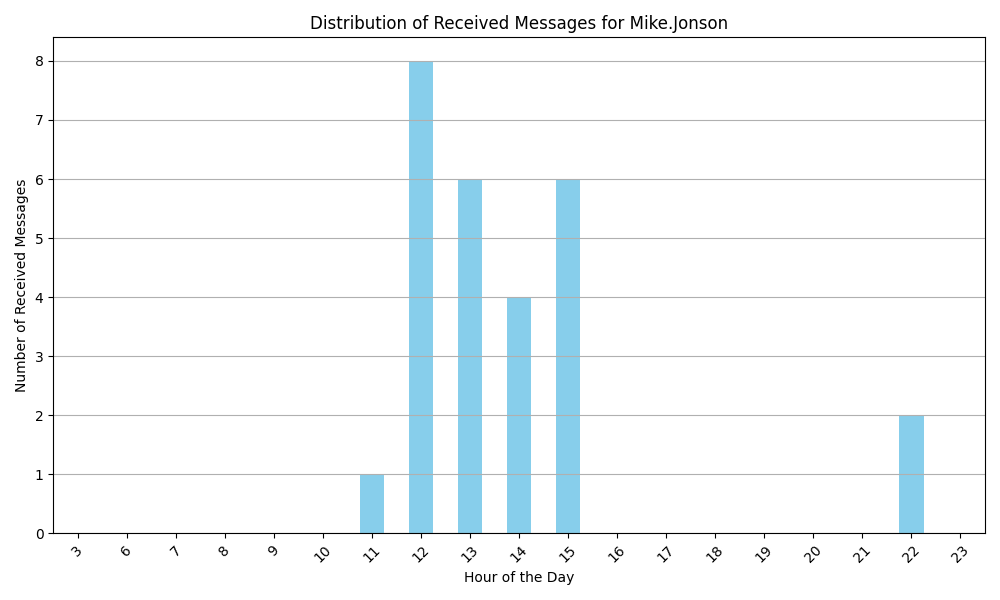 Distribution of Received Messages for Mike.Jonson
Number of Received Messages
8
7
6
5
4
3
2
1
0
3 6 7 8 9 10 11 12 13 14 15 16 17 18 19 20 21 22 23
Hour of the Day